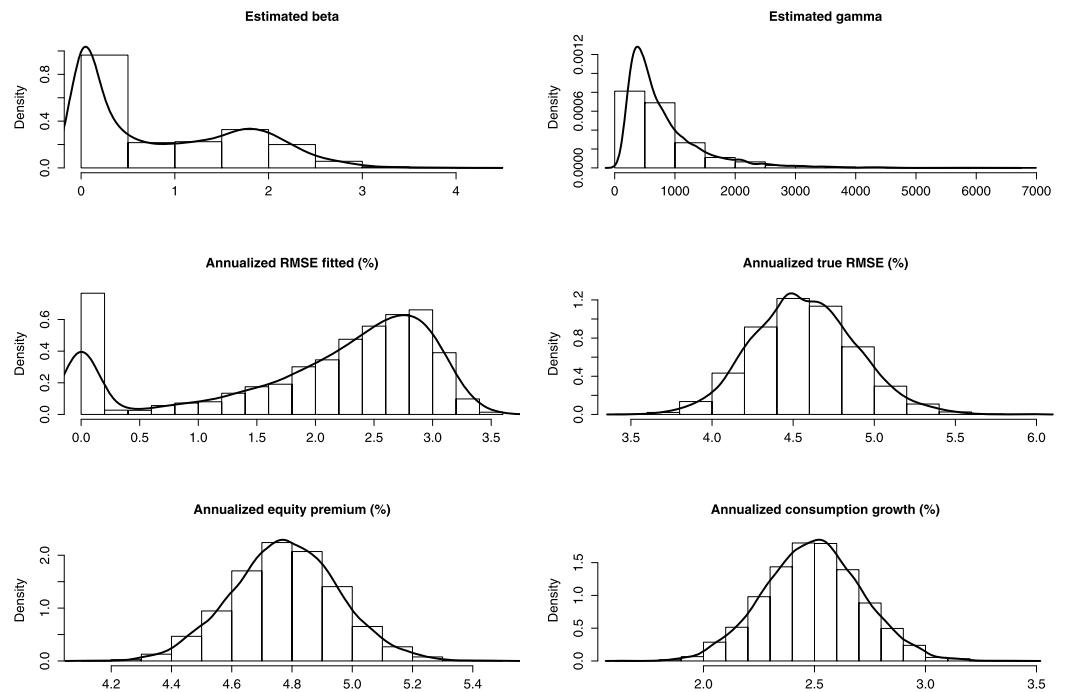 Estimated beta
Density
0.0 0.4 0.8
0 1 2 3 4
Estimated gamma
Density
0.0000 0.0006 0.0012
0 1000 2000 3000 4000 5000 6000 7000
Annualized RMSE fitted (%)
Density
0.0 0.2 0.4 0.6
0.0 0.5 1.0 1.5 2.0 2.5 3.0 3.5
Annualized true RMSE (%)
Density
0.0 0.4 0.8 1.2
3.5 4.0 4.5 5.0 5.5 6.0
Annualized equity premium (%)
Density
0.0 1.0 2.0
4.2 4.4 4.6 4.8 5.0 5.2 5.4
Annualized consumption growth (%)
Density
0.0 0.5 1.0 1.5
2.0 2.5 3.0 3.5